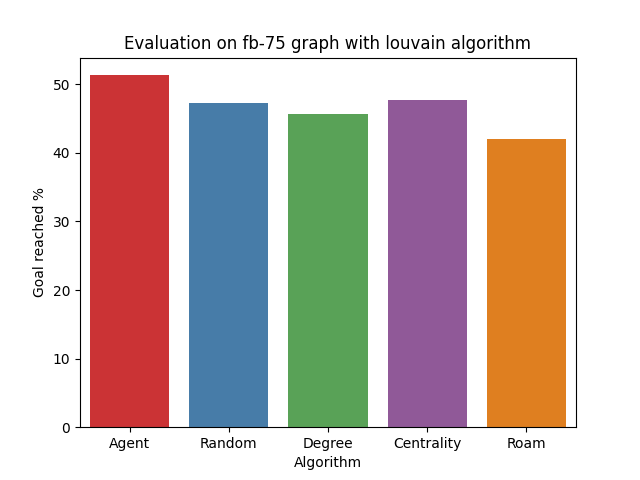 Evaluation on fb-75 graph with louvain algorithm
50
40
30
20
10
0
Goal reached %
Agent Random Degree Centrality Roam
Algorithm